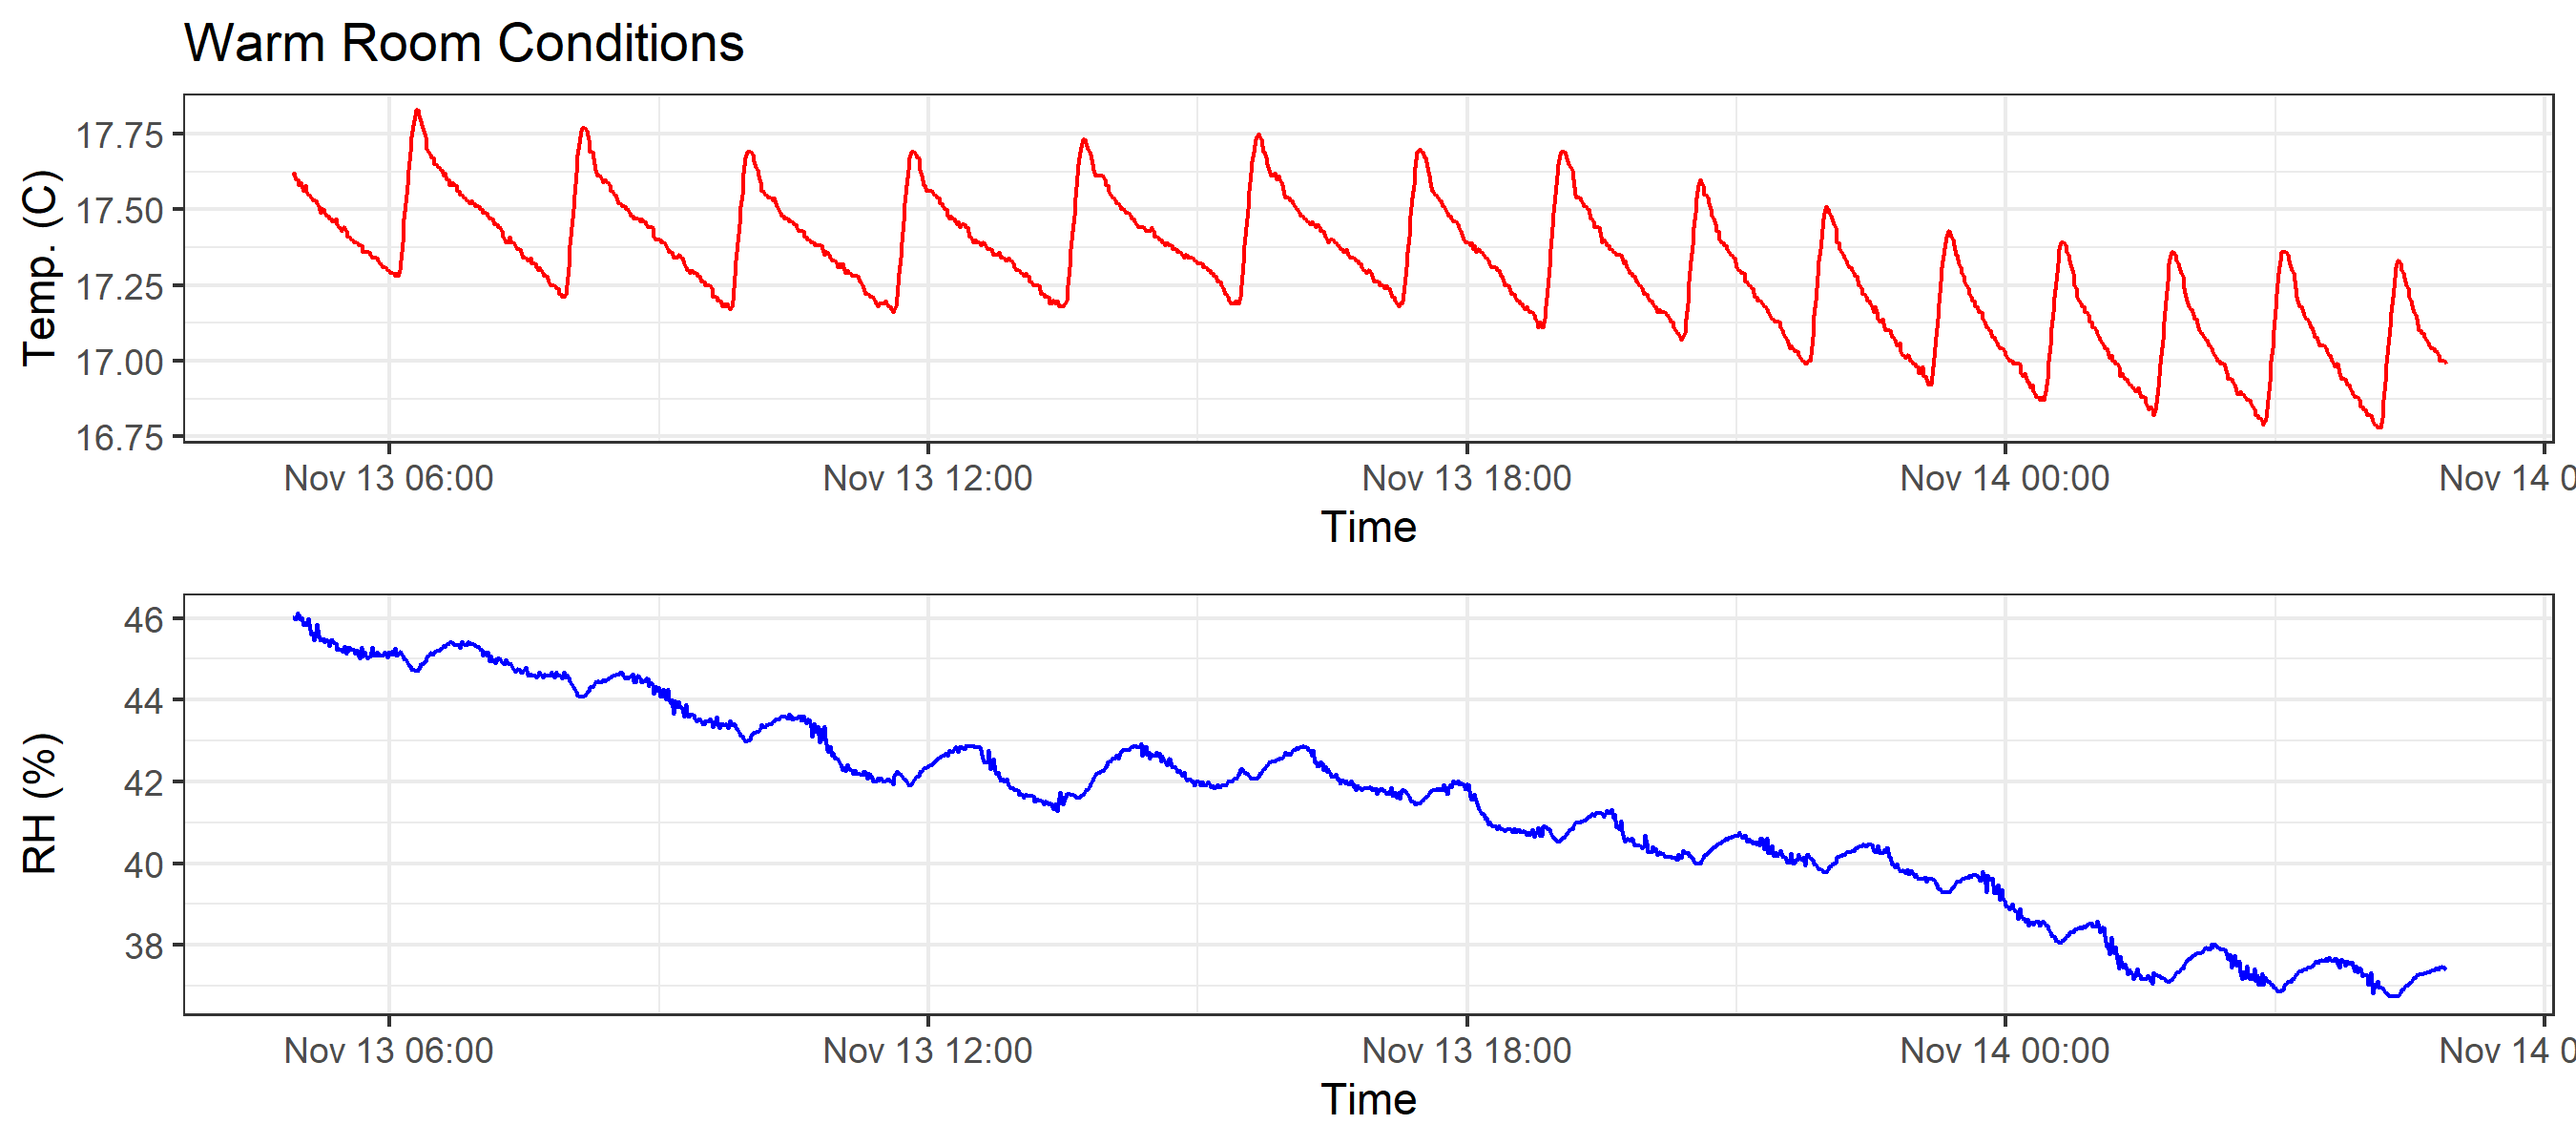 Warm Room Conditions
Temp. (C)
17.75
17.50
17.25
17.00
16.75
Nov 13 06:00 Nov 13 12:00 Nov 13 18:00 Nov 14 00:00 Nov 14 0
Time
RH (%)
46
44
42
40
38
Nov 13 06:00 Nov 13 12:00 Nov 13 18:00 Nov 14 00:00 Nov 14 0
Time